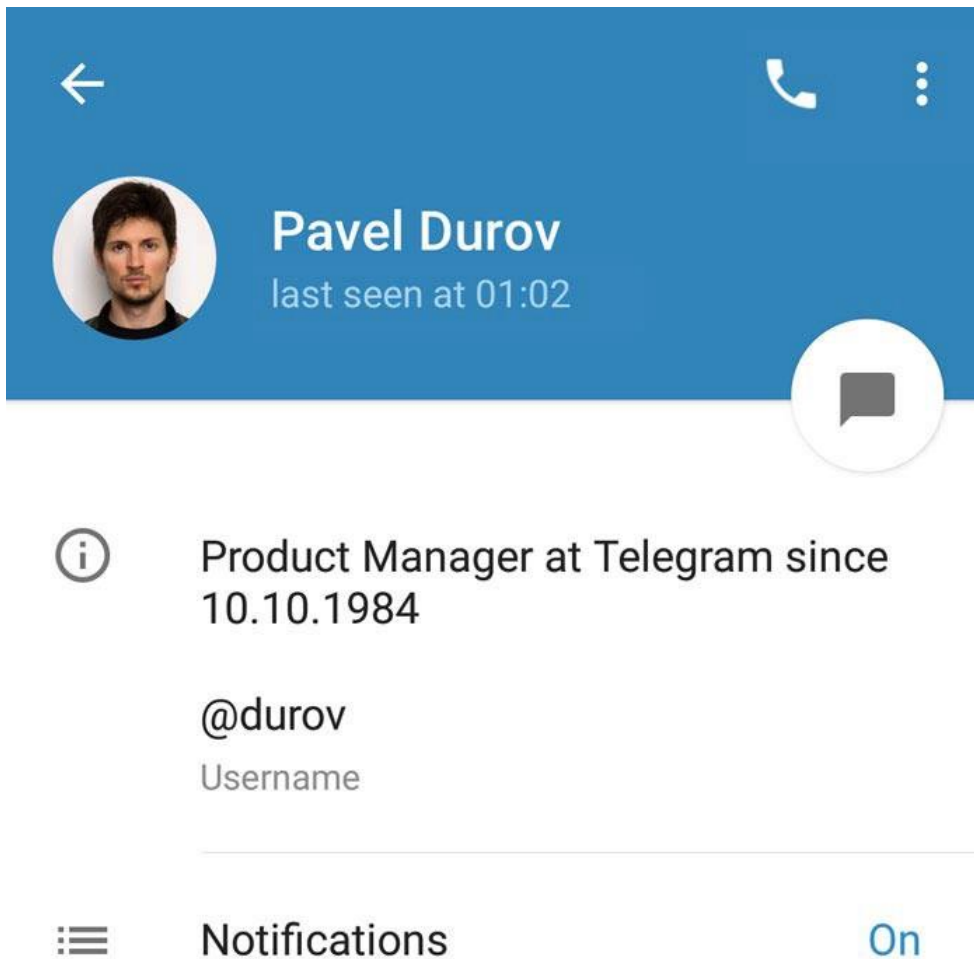 Pavel Durov
last seen at 01:02
Product Manager at Telegram since
10.10.1984
@durov
Username
Notifications On